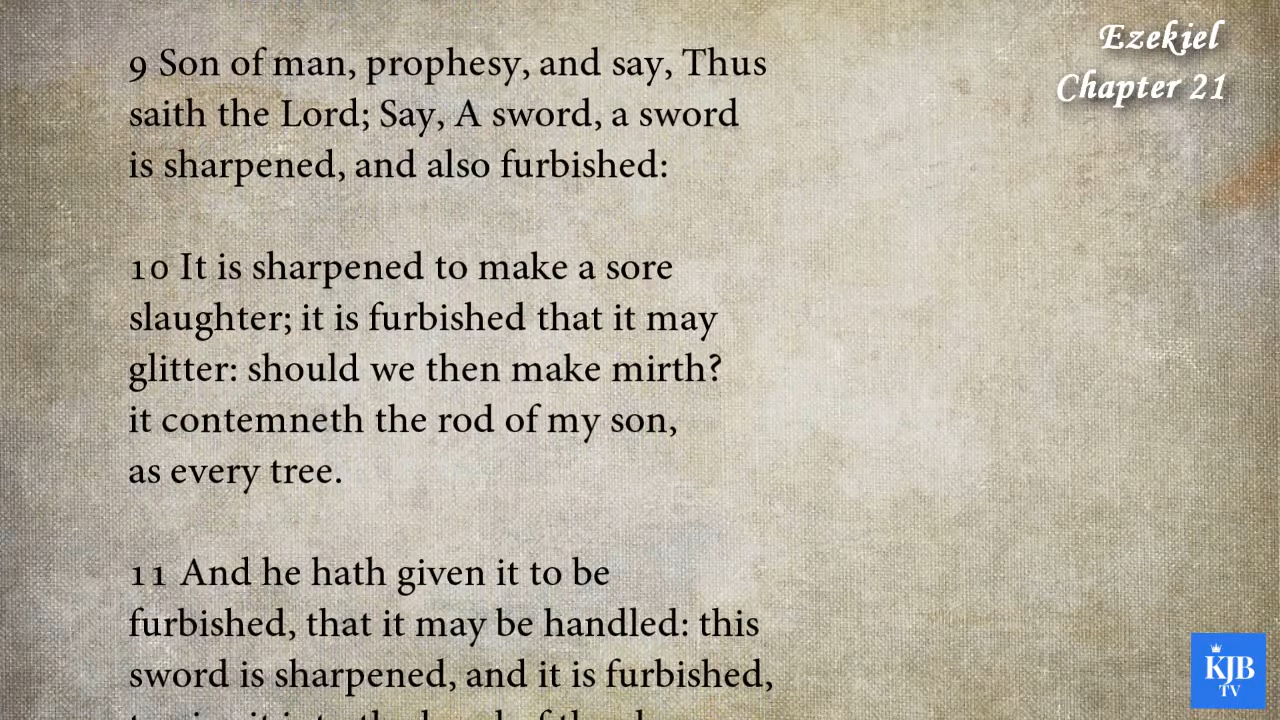 Ezekiel
Chapter 21
9 Son of man, prophesy, and say, Thus
saith the Lord; Say, A sword, a sword
is sharpened, and also furbished:
10 It is sharpened to make a sore
slaughter; it is furbished that it may
glitter: should we then make mirth?
it contemneth the rod of my son,
as every tree.
11 And he hath given it to be
furbished, that it may be handled: this
sword is sharpened, and it is furbished,
KJB
TV